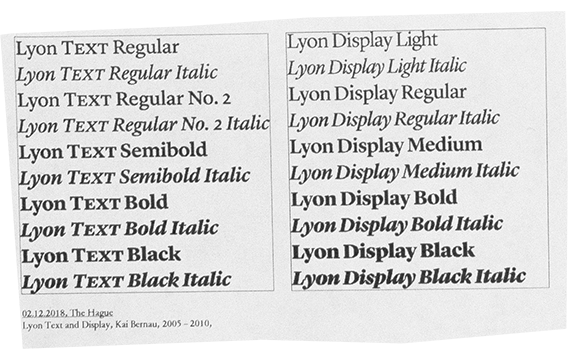 Lyon TEXT Regular
Lyon TEXT Regular Italic
Lyon TEXT Regular No. 2
Lyon TEXT Regular No. 2 Italic
Lyon TEXT Semibold
Lyon TEXT Semibold Italic
Lyon TEXT Bold
Lyon TEXT Bold Italic
Lyon TEXT Black
Lyon TEXT Black Italic
Lyon Display Light
Lyon Display Light Italic
Lyon Display Regular
Lyon Display Regular Italic
Lyon Display Medium
Lyon Display Medium Italic
Lyon Display Bold
Lyon Display Bold Italic
Lyon Display Black
Lyon Display Black Italic
02.12.2018, The Hague
Lyon Text and Display, Kai Bernau, 2005 – 2010,